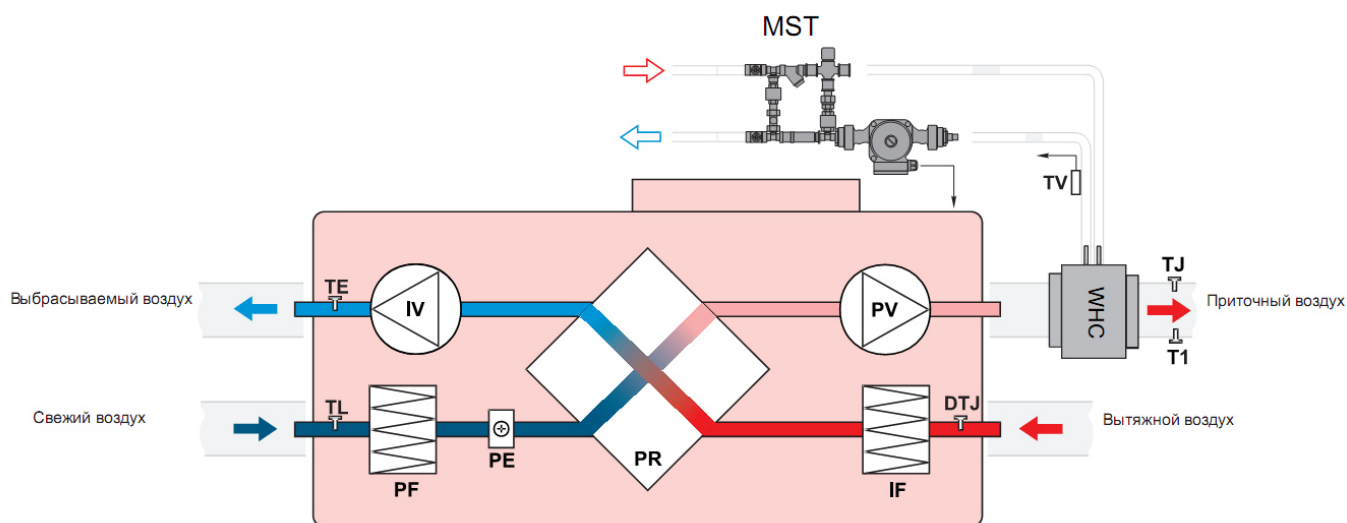 MST
TV
TE
IV
PV
TJ
Выбрасываемый воздух
Приточный воздух
WHC
T1
Свежий воздух
TL
DTJ
Вытяжной воздух
PE
PR
PF
IF